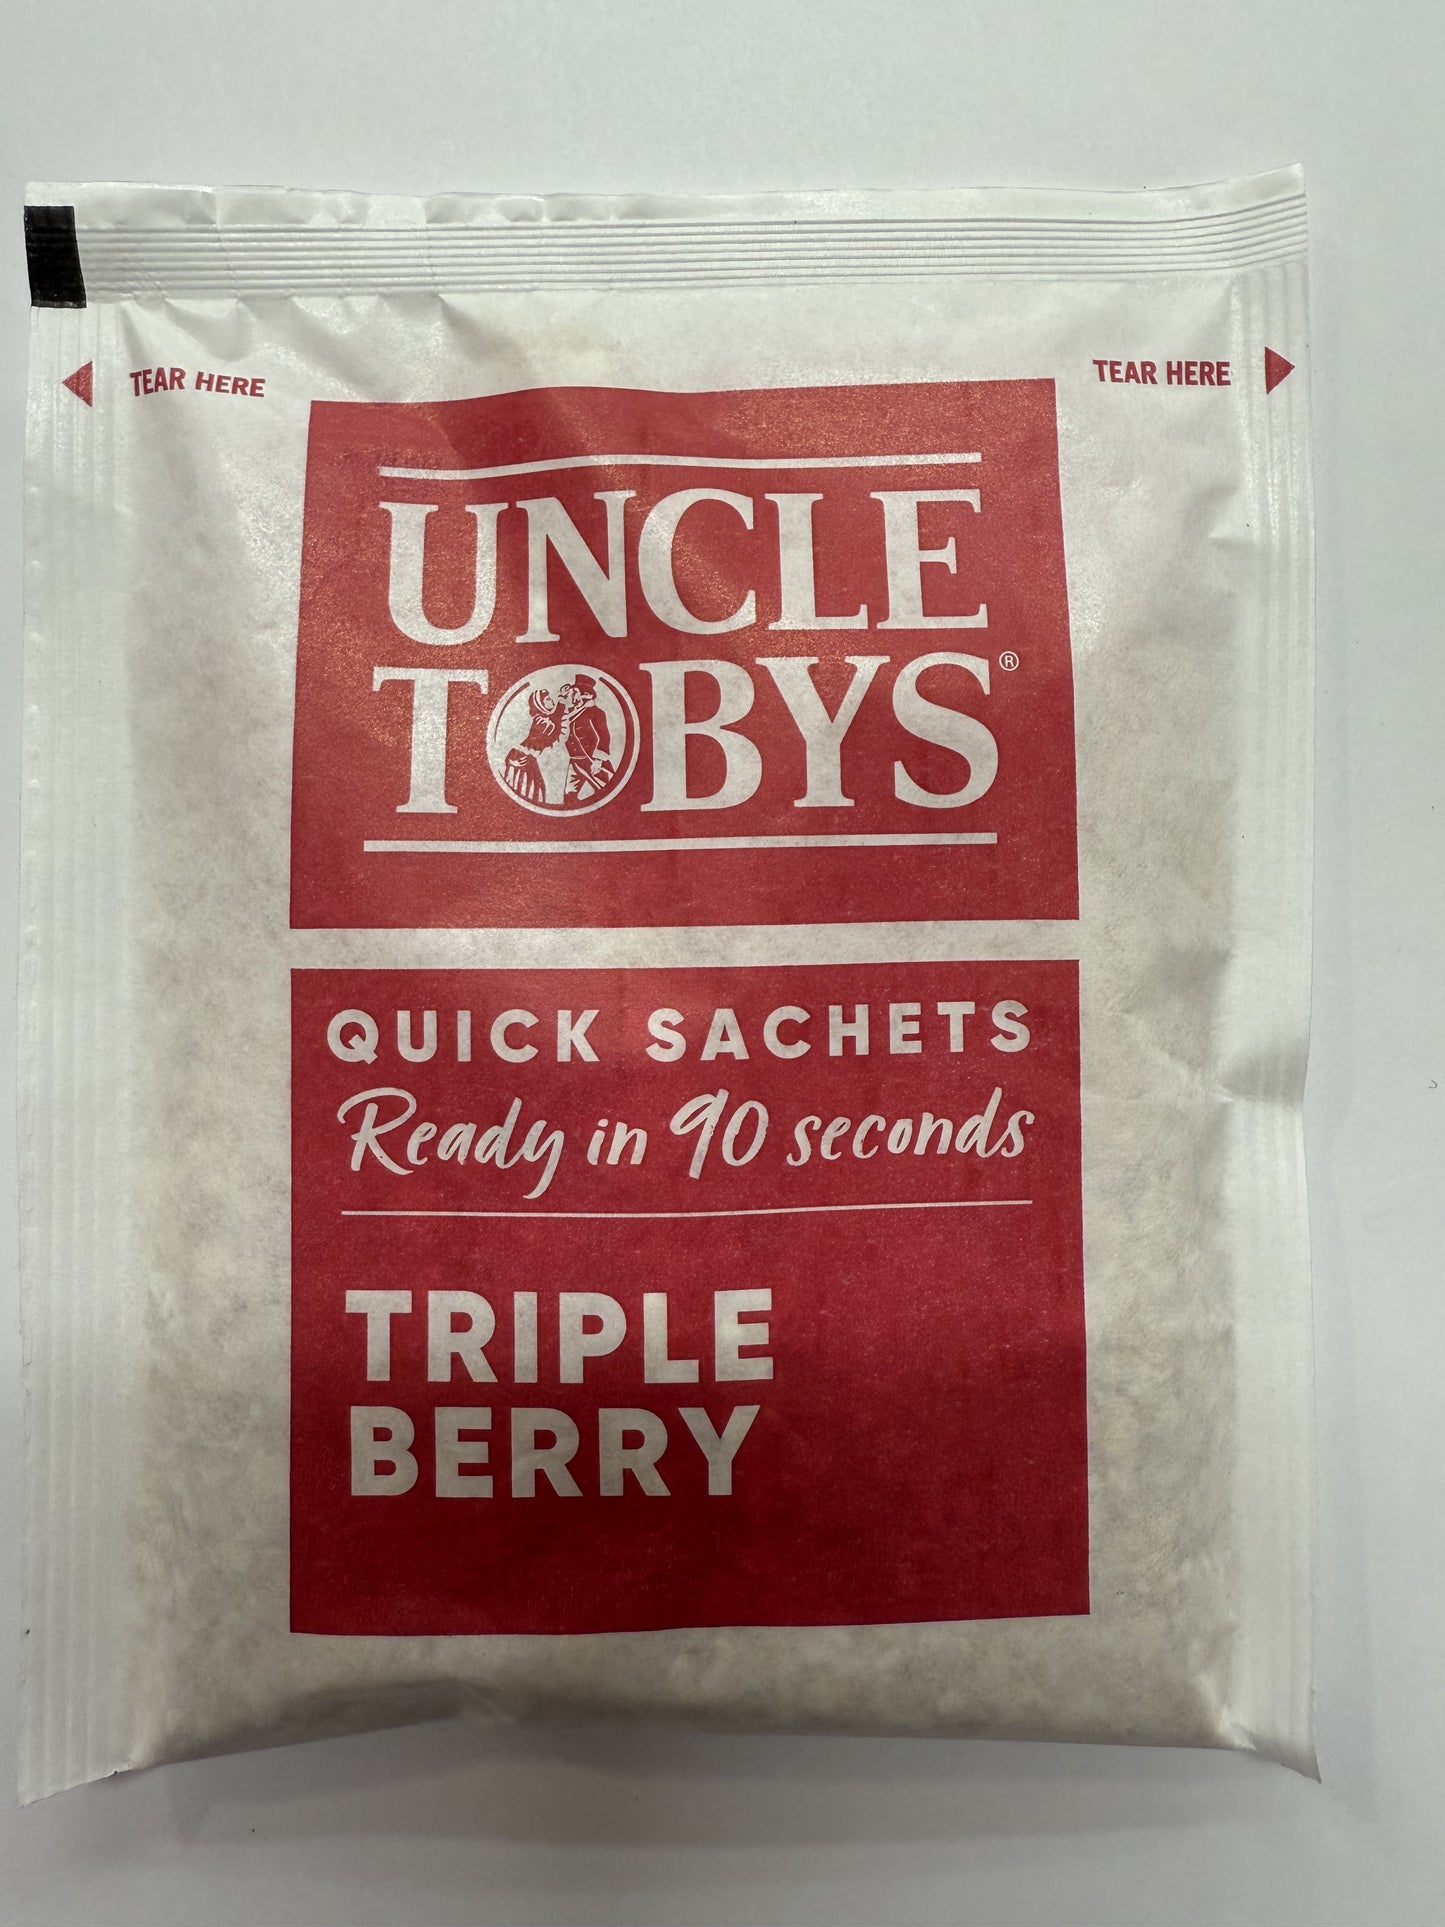 TEAR HERE
TEAR HERE
UNCLE
TOBYS®
QUICK SACHETS
Ready in 90 seconds
TRIPLE
BERRY